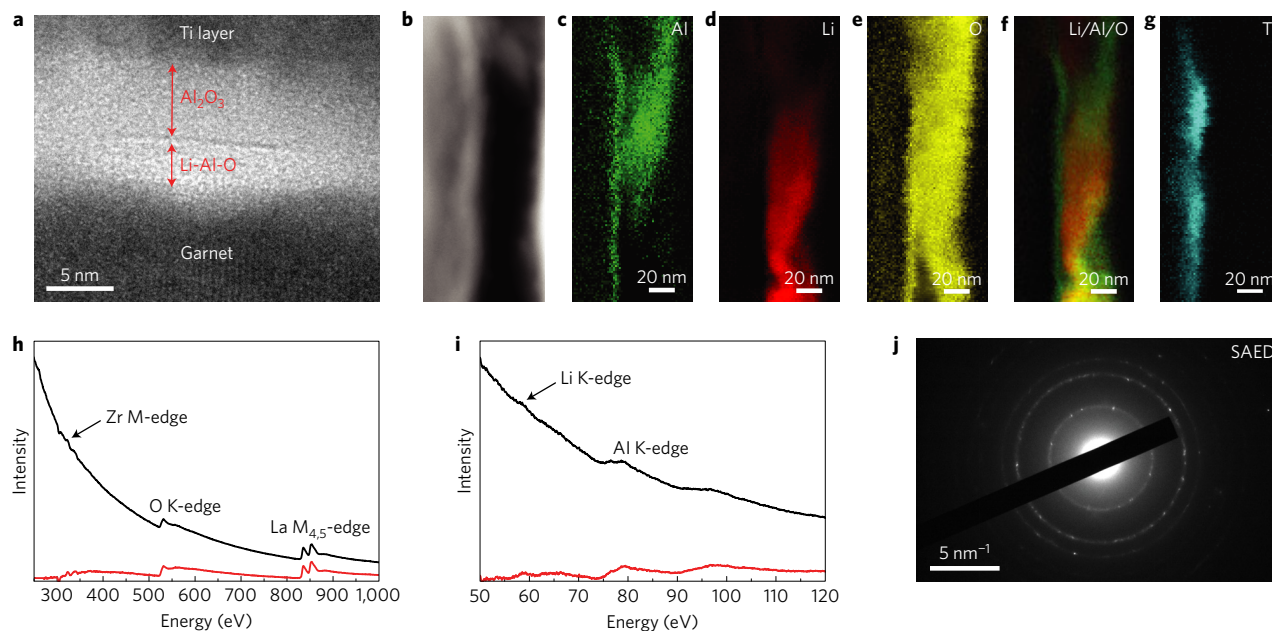 a
Ti layer
Al₂O₃
Li-Al-O
Garnet
5 nm
b
c
Al
20 nm
d
Li
20 nm
e
O
20 nm
f
Li/Al/O
20 nm
g
T
20 nm
h
Intensity
Zr M-edge
O K-edge
La M₄,₅-edge
300 400 500 600 700 800 900 1,000
Energy (eV)
i
Intensity
Li K-edge
Al K-edge
50 60 70 80 90 100 110 120
Energy (eV)
j
SAED
5 nm⁻¹